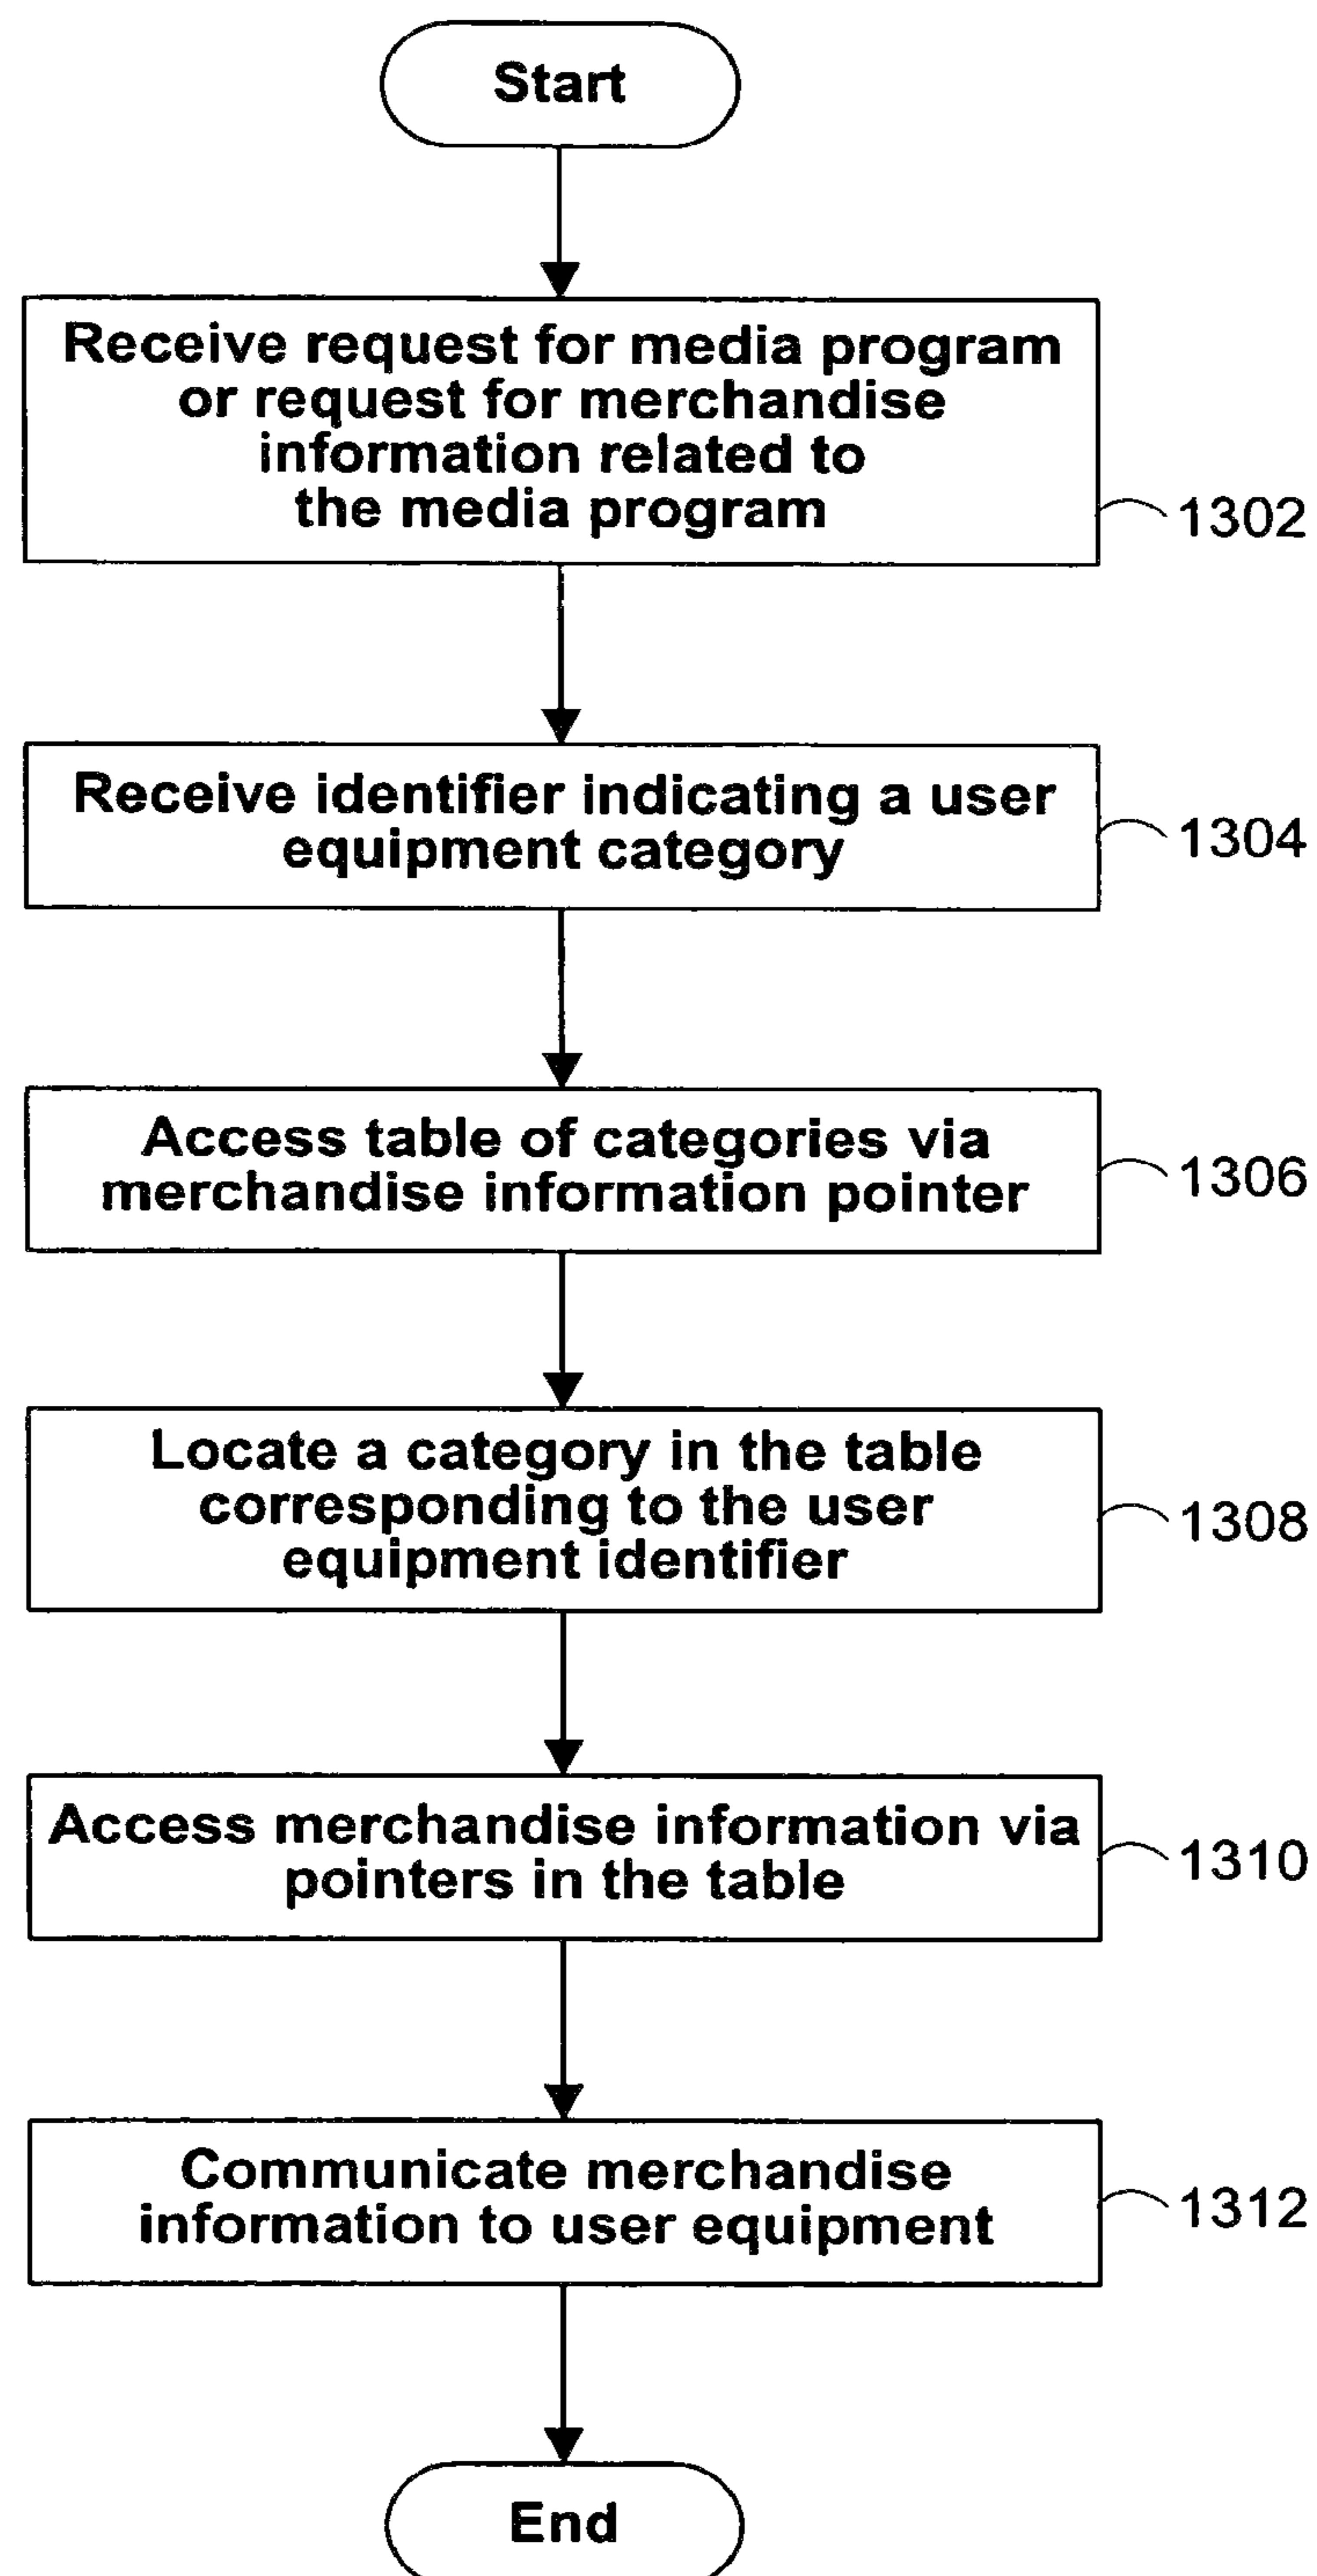 Start
Receive request for media program
or request for merchandise
information related to
the media program
1302
Receive identifier indicating a user
equipment category
1304
Access table of categories via
merchandise information pointer
1306
Locate a category in the table
corresponding to the user
equipment identifier
1308
Access merchandise information via
pointers in the table
1310
Communicate merchandise
information to user equipment
1312
End